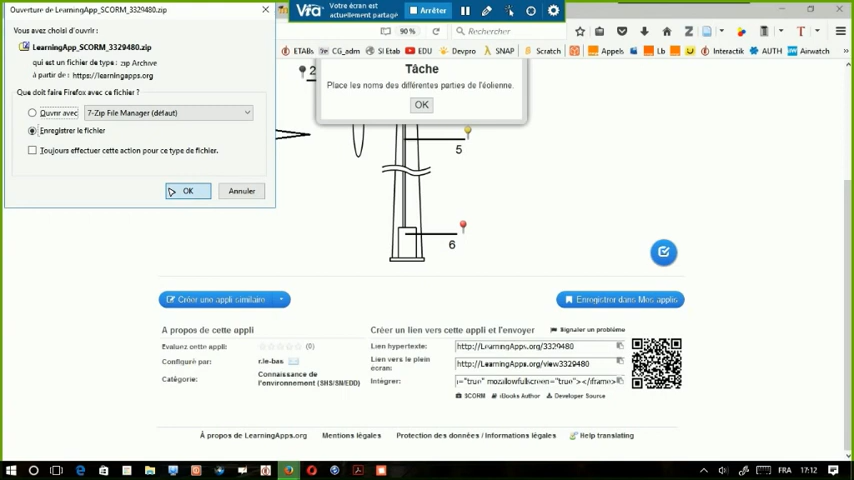 Ouverture de LearningApp_SCORM_3329480.zip
Vous avez choisi d'ouvrir :
LearningApp_SCORM_3329480.zip
qui est un fichier de type : zip Archive
à partir de : https://learningapps.org
Que doit faire Firefox avec ce fichier ?
Ouvrir avec 7-Zip File Manager (défaut)
Enregistrer le fichier
Toujours effectuer cette action pour ce type de fichier.
OK Annuler
Vfa Votre écran est actuellement partagé Arrêter
90 % Rechercher
ETABs CG_adm SI Etab EDU Devpro SNAP Scratch Appels Lb Interactik AUTH Airwatch
Tâche
Place les noms des différentes parties de l'éolienne.
OK
2
5
6
Créer une appli similaire
Enregistrer dans Mes applis
A propos de cette appli
Evaluez cette appli: (0)
Configuré par: r.le-bas
Catégorie: Connaissance de l'environnement (SHS/SN/EDD)
Créer un lien vers cette appli et l'envoyer Signaler un problème
Lien hypertexte: http://LearningApps.org/3329480
Lien vers le plein écran: http://LearningApps.org/view3329480
Intégrer: ="true" mozallowfullscreen="true"></iframe>
SCORM iBooks Author Developer Source
À propos de LearningApps.org Mentions légales Protection des données / Informations légales Help translating
FRA 17:12